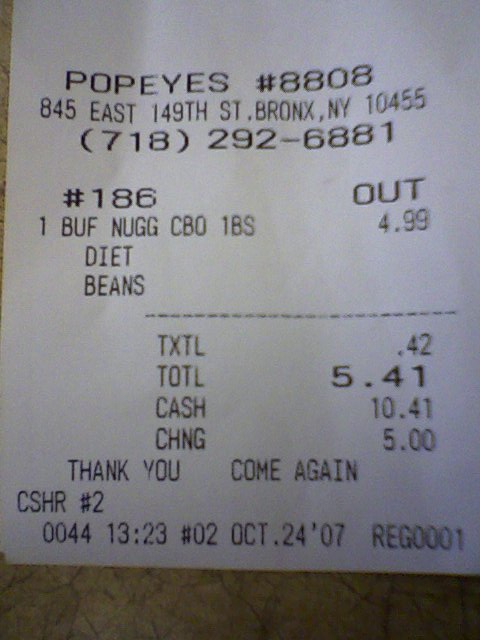 POPEYES #8808
845 EAST 149TH ST.BRONX,NY 10455
(718) 292-6881
#186 OUT
1 BUF NUGG CBO 1BS 4.99
DIET
BEANS
TXTL .42
TOTL 5.41
CASH 10.41
CHNG 5.00
THANK YOU COME AGAIN
CSHR #2
0044 13:23 #02 OCT.24'07 REG0001